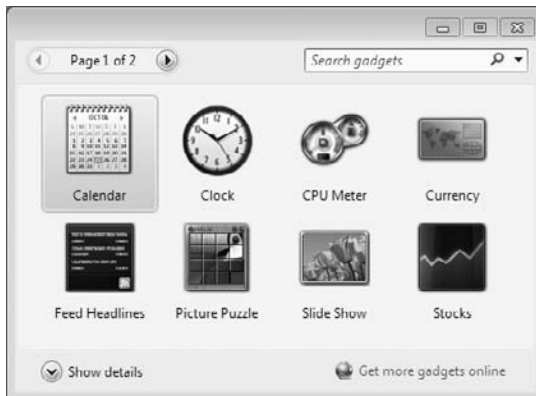 Page 1 of 2
Search gadgets
Calendar
Clock
CPU Meter
Currency
Feed Headlines
Picture Puzzle
Slide Show
Stocks
Show details
Get more gadgets online